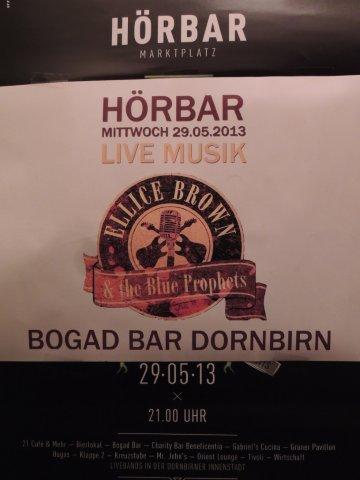 HÖRBAR
MARKTPLATZ
HÖRBAR
MITTWOCH 29.05.2013
LIVE MUSIK
ELLICE BROWN
& the Blue Prophets
BOGAD BAR DORNBIRN
29·05·13
×
21.00 UHR
21 Café & Mehr – Bierlokal – Bogad Bar – Charity Bar Beneficentia – Gabriel's Cucina – Grüner Pavillon
Bugas – Klappe 2 – Kreuzstube – Mr. John's – Orient Lounge – Tivoli – Wirtschaft
LIVEBANDS IN DER DORNBIRNER INNENSTADT